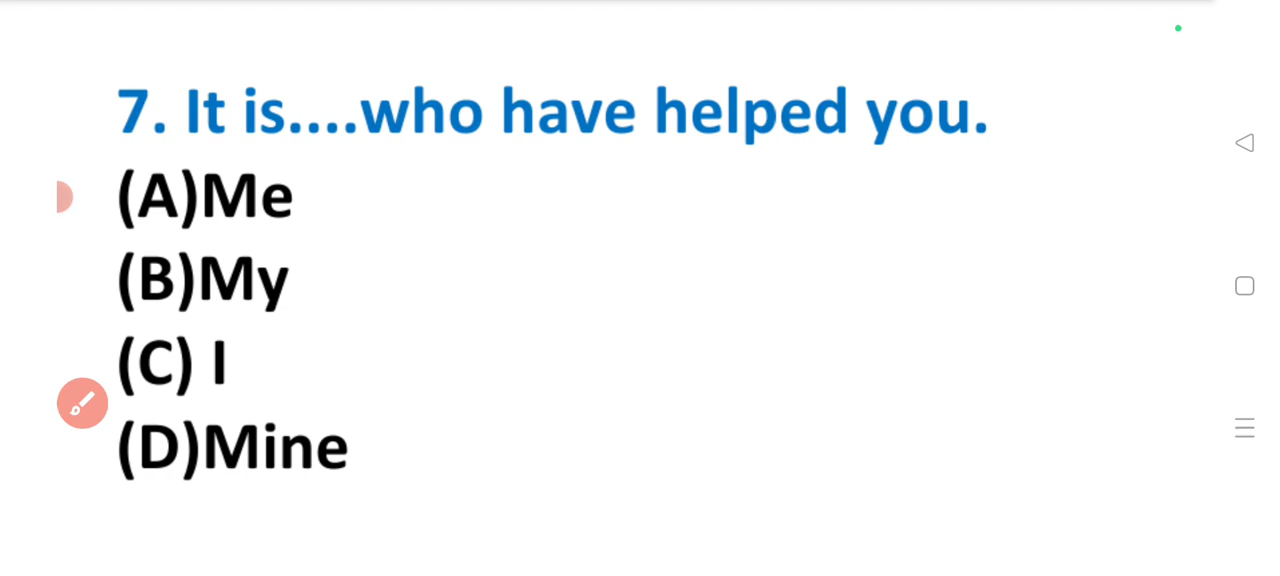 7. It is....who have helped you.
(A)Me
(B)My
(C) I
(D)Mine